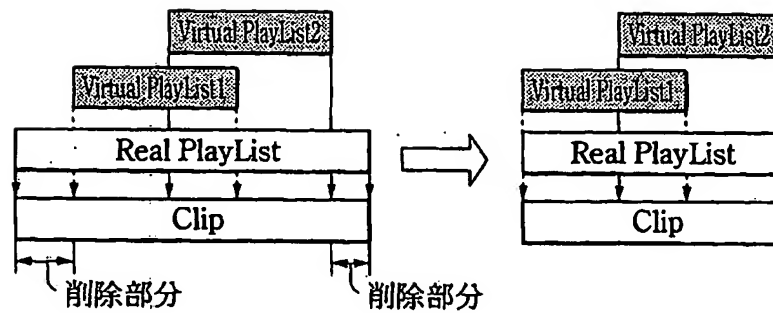 Virtual PlayList2
Virtual PlayList1
Real PlayList
Clip
削除部分
削除部分
Virtual PlayList2
Virtual PlayList1
Real PlayList
Clip